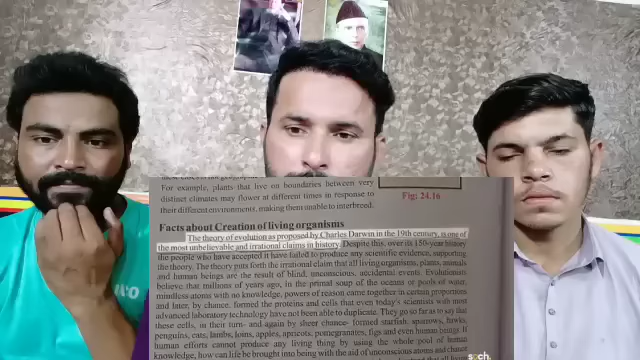 For example, plants that live on boundaries between very
distinct climates may flower at different times in response to
their different environments, making them unable to interbreed.
Fig: 24.16
Facts about Creation of living organisms
The theory of evolution as proposed by Charles Darwin in the 19th century, is one of
the most unbelievable and irrational claims in history. Despite this, over its 150-year history
the people who have accepted it have failed to produce any scientific evidence, supporting
the theory. The theory puts forth the irrational claim that all living organisms, plants, animals
and human beings are the result of blind, unconscious, accidental events. Evolutionists
believe that millions of years ago, in the primal soup of the oceans or pools of water,
mindless atoms with no knowledge, powers of reason came together in certain proportions
and later, by chance, formed the proteins and cells that even today's scientists with most
advanced laboratory technology have not been able to duplicate. They go so far as to say that
these cells, in their turn- and again by sheer chance- formed starfish, sparrows, hawks,
penguins, cats, lambs, lions, apples, apricots, pomegranates, figs and even human beings. If
human efforts cannot produce any living thing by using the whole pool of human
knowledge, how can life be brought into being with the aid of unconscious atoms and chance
soch